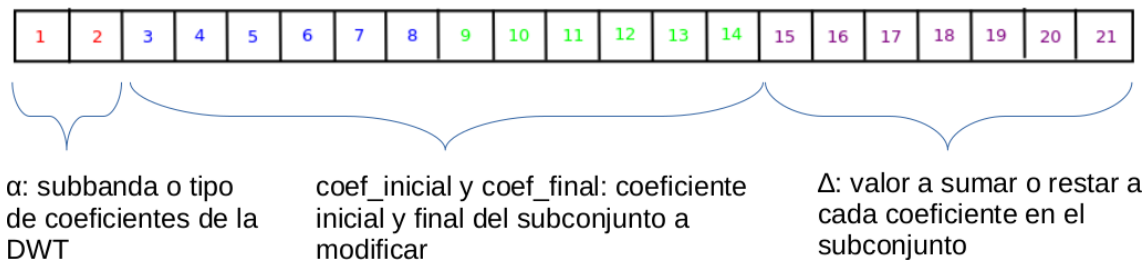 1 2 3 4 5 6 7 8 9 10 11 12 13 14 15 16 17 18 19 20 21
α: subbanda o tipo
de coeficientes de la
DWT
coef_inicial y coef_final: coeficiente
inicial y final del subconjunto a
modificar
Δ: valor a sumar o restar a
cada coeficiente en el
subconjunto